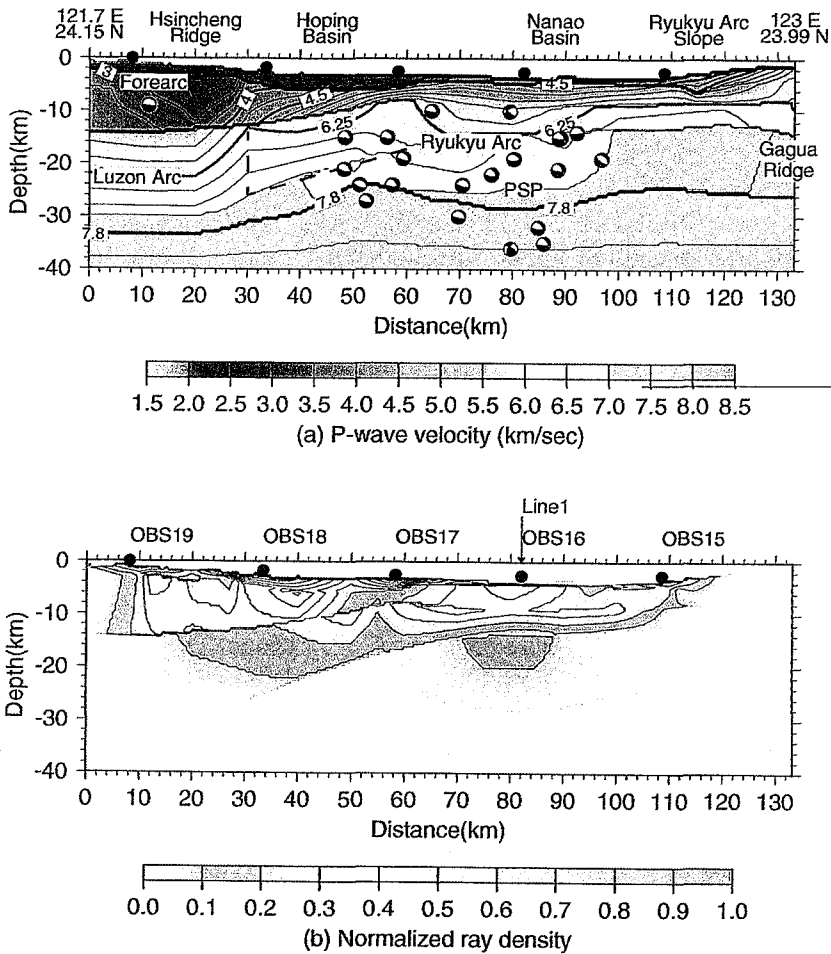 121.7 E
24.15 N
Hsincheng
Ridge
Hoping
Basin
Nanao
Basin
Ryukyu Arc
Slope
123 E
23.99 N
0
-10
-20
-30
-40
Depth(km)
3
Forearc
4
4.5
4.5
6.25
6.25
Ryukyu Arc
Luzon Arc
PSP
Gagua
Ridge
7.8
7.8
7.8
0 10 20 30 40 50 60 70 80 90 100 110 120 130
Distance(km)
1.5 2.0 2.5 3.0 3.5 4.0 4.5 5.0 5.5 6.0 6.5 7.0 7.5 8.0 8.5
(a) P-wave velocity (km/sec)
Line1
OBS19 OBS18 OBS17 OBS16 OBS15
0
-10
-20
-30
-40
Depth(km)
0 10 20 30 40 50 60 70 80 90 100 110 120 130
Distance(km)
0.0 0.1 0.2 0.3 0.4 0.5 0.6 0.7 0.8 0.9 1.0
(b) Normalized ray density